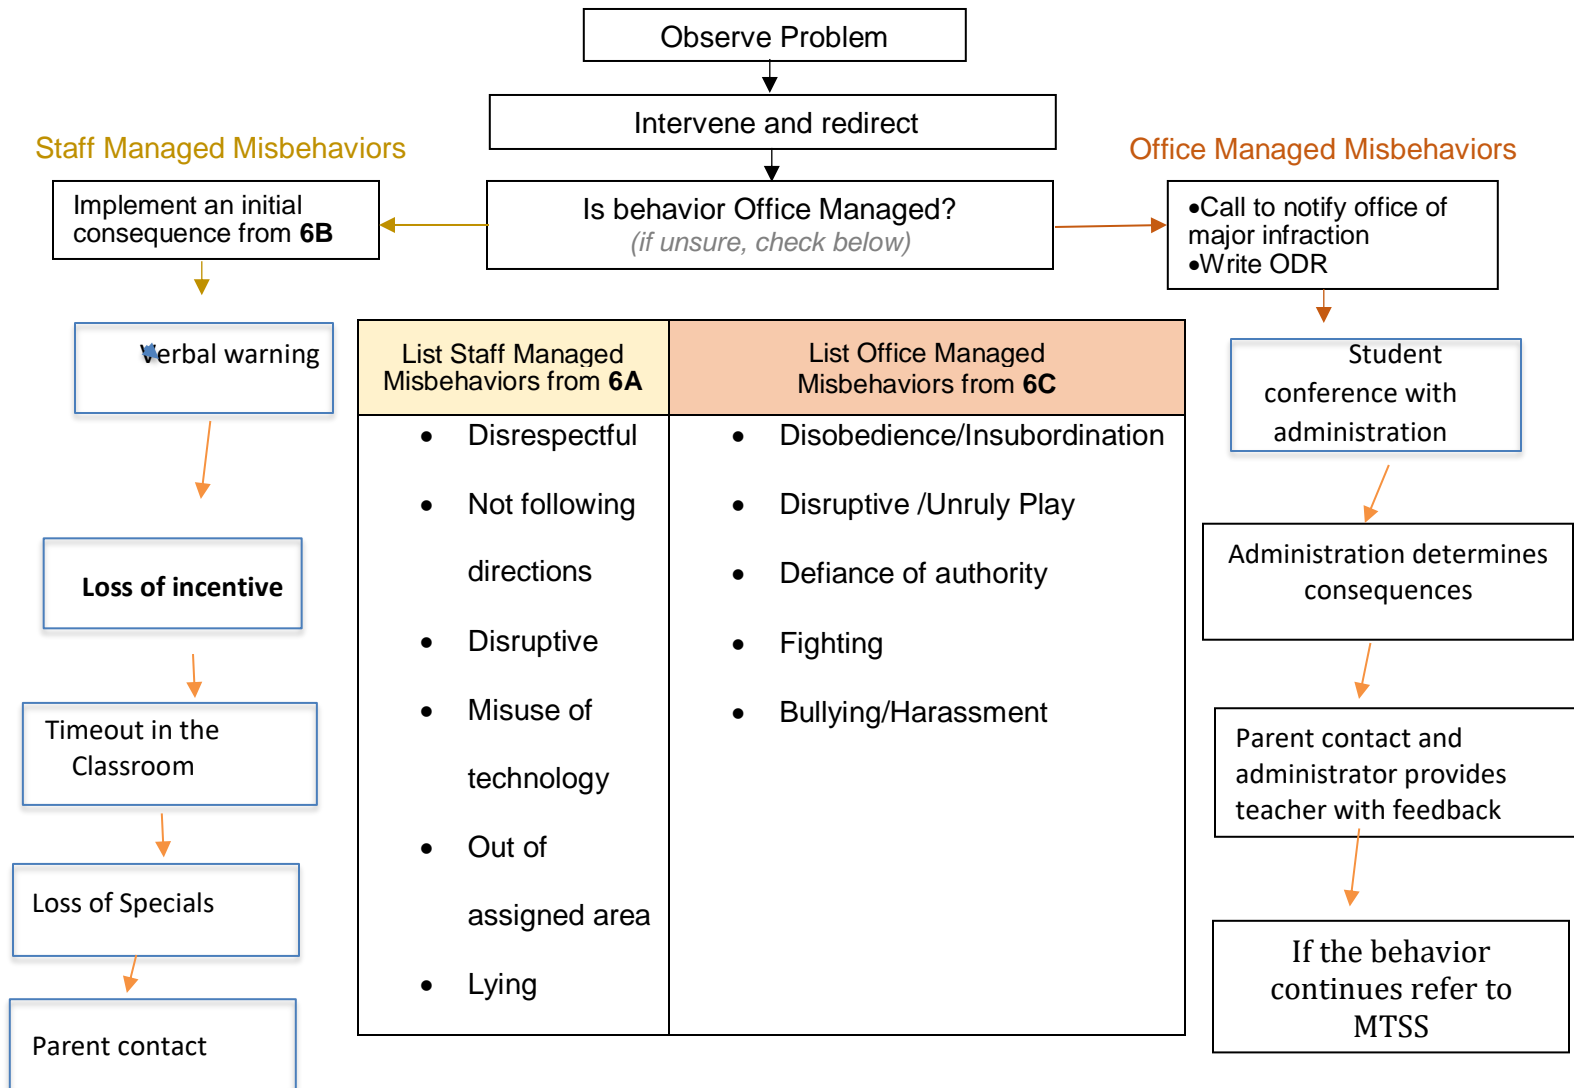 Observe Problem
Intervene and redirect
Staff Managed Misbehaviors
Office Managed Misbehaviors
Implement an initial
consequence from 6B
Is behavior Office Managed?
(if unsure, check below)
•Call to notify office of
major infraction
•Write ODR
Verbal warning
Loss of incentive
Timeout in the
Classroom
Loss of Specials
Parent contact
List Staff Managed
Misbehaviors from 6A
• Disrespectful
• Not following
directions
• Disruptive
• Misuse of
technology
• Out of
assigned area
• Lying
List Office Managed
Misbehaviors from 6C
• Disobedience/Insubordination
• Disruptive /Unruly Play
• Defiance of authority
• Fighting
• Bullying/Harassment
Student
conference with
administration
Administration determines
consequences
Parent contact and
administrator provides
teacher with feedback
If the behavior
continues refer to
MTSS